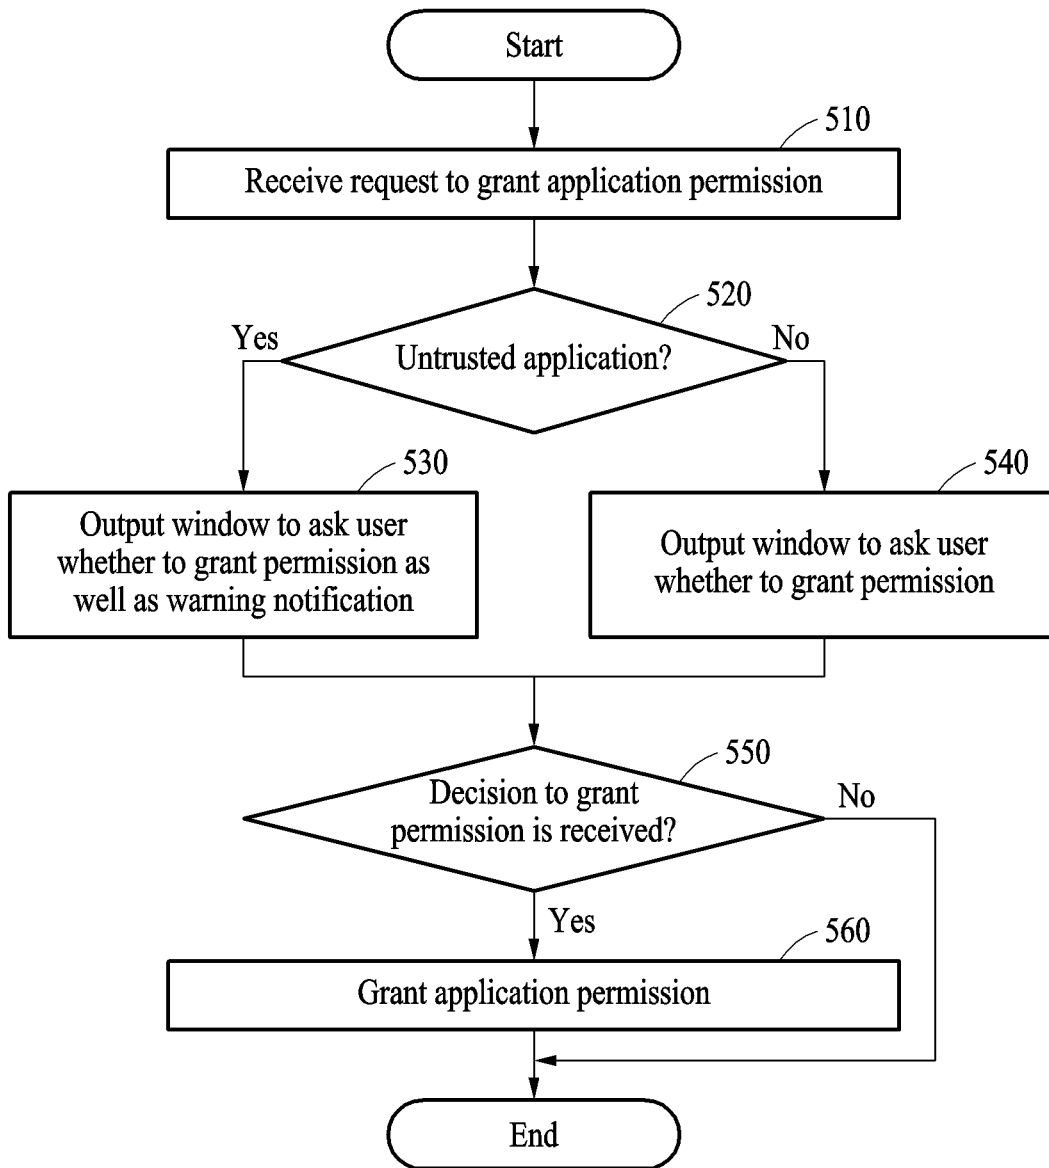 Start
510
Receive request to grant application permission
520
Yes
No
Untrusted application?
530
540
Output window to ask user
whether to grant permission as
well as warning notification
Output window to ask user
whether to grant permission
550
Decision to grant
permission is received?
No
Yes
560
Grant application permission
End